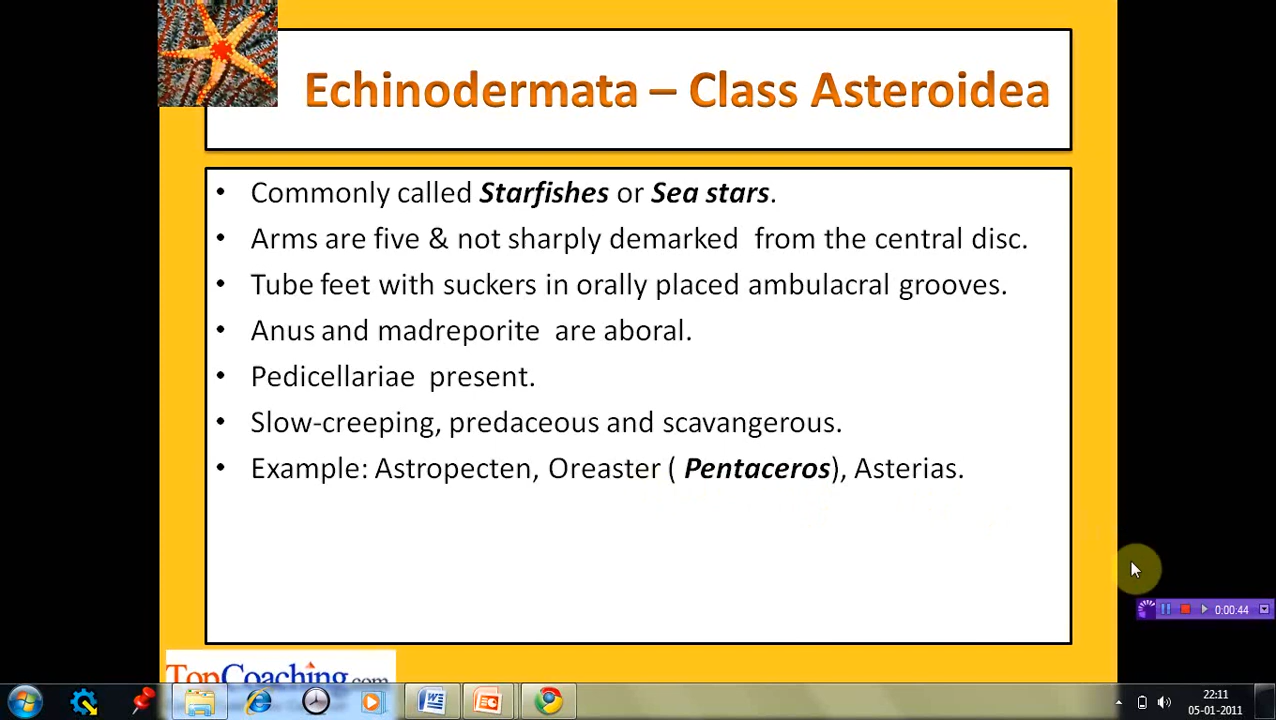 Echinodermata – Class Asteroidea
• Commonly called Starfishes or Sea stars.
• Arms are five & not sharply demarked from the central disc.
• Tube feet with suckers in orally placed ambulacral grooves.
• Anus and madreporite are aboral.
• Pedicellariae present.
• Slow-creeping, predaceous and scavangerous.
• Example: Astropecten, Oreaster ( Pentaceros), Asterias.
0:00:44
TopCoaching.com
22:11
05-01-2011